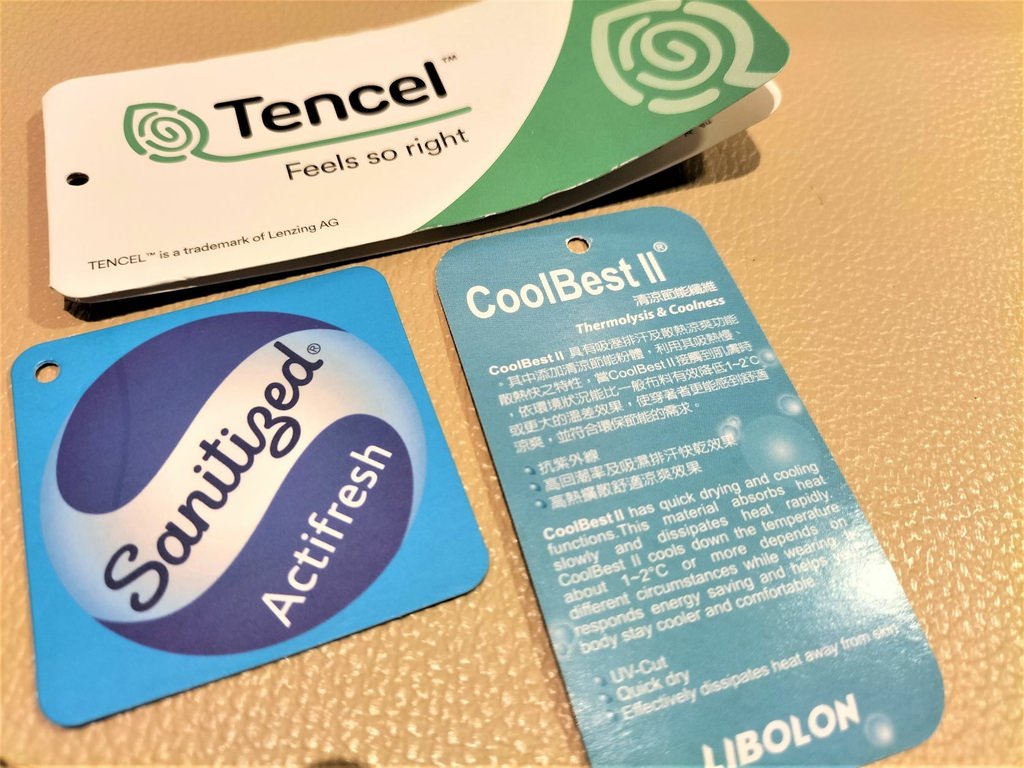 Tencel™
Feels so right
TENCEL™ is a trademark of Lenzing AG
Sanitized®
Actifresh
CoolBest II®
清涼節能纖維
Thermolysis & Coolness
CoolBest II 具有吸溼排汗及散熱涼爽功能
。其中添加清涼節能粉體，利用其吸熱慢、
散熱快之特性，當CoolBest II接觸到肌膚時
，依環境狀況能比一般布料有效降低1~2°C
或更大的溫差效果，使穿著者更能感到舒適
涼爽，並符合環保節能的需求。
抗紫外線
高回潮率及吸濕排汗快乾效果
高熱擴散舒適涼爽效果
CoolBest II has quick drying and cooling
functions.This material absorbs heat
slowly and dissipates heat rapidly.
CoolBest II cools down the temperature
about 1~2°C or more depends on
different circumstances while wearing,
responds energy saving and helps
body stay cooler and comfortable.
UV-Cut
Quick dry
Effectively dissipates heat away from skin
LIBOLON